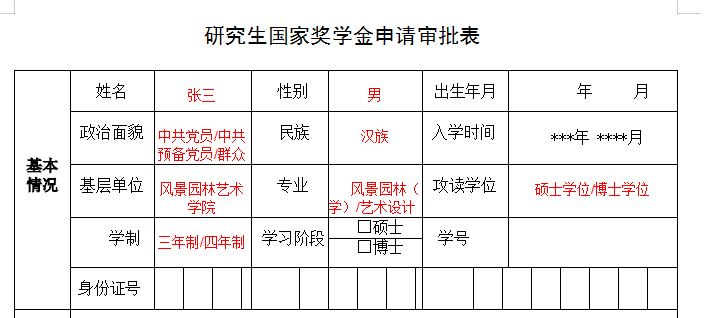 研究生国家奖学金申请审批表
基本
情况
姓名 张三 性别 男 出生年月 年 月
政治面貌 中共党员/中共
预备党员/群众 民族 汉族 入学时间 ***年 ****月
基层单位 风景园林艺术
学院 专业 风景园林（
学）/艺术设计 攻读学位 硕士学位/博士学位
学制 三年制/四年制 学习阶段 □硕士
□博士 学号
身份证号